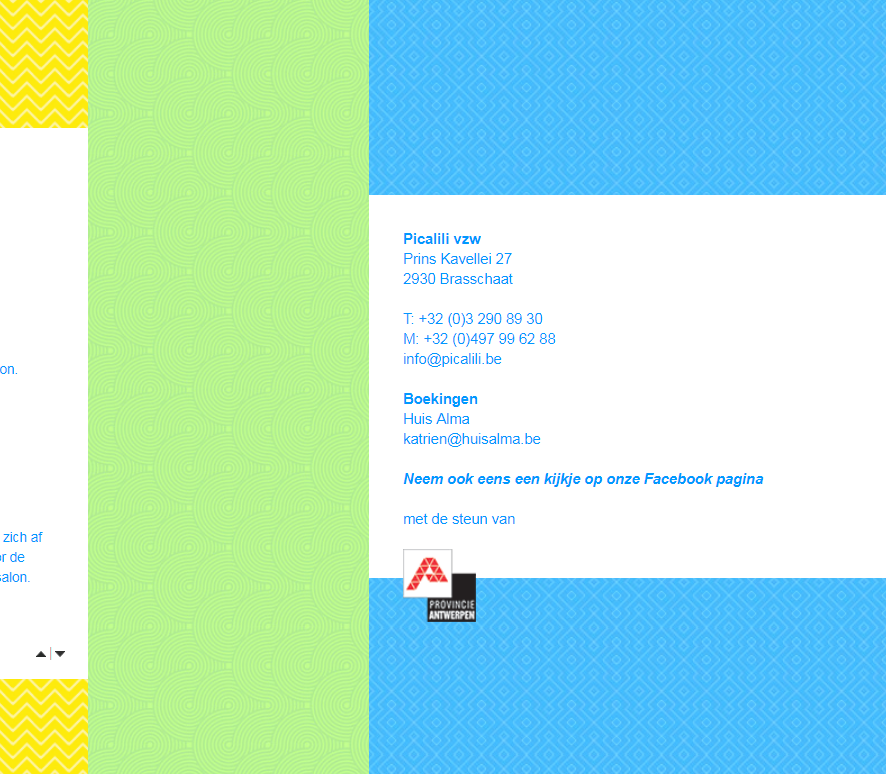 on.
zich af
or de
salon.
Picalili vzw
Prins Kavellei 27
2930 Brasschaat
T: +32 (0)3 290 89 30
M: +32 (0)497 99 62 88
info@picalili.be
Boekingen
Huis Alma
katrien@huisalma.be
Neem ook eens een kijkje op onze Facebook pagina
met de steun van
PROVINCIE
ANTWERPEN